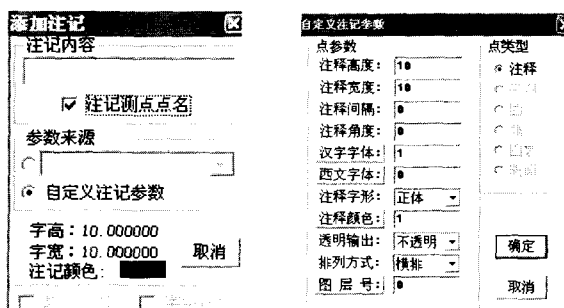 添加注记
注记内容
注记测点点名
参数来源
自定义注记参数
字高：10.000000
字宽：10.000000
注记颜色：
取消
自定义注记参数
点参数
注释高度：10
注释宽度：10
注释间隔：0
注释角度：0
汉字字体：1
西文字体：0
注释字形：正体
注释颜色：1
透明输出：不透明
排列方式：横排
图 层 号：0
点类型
注释
确定
取消